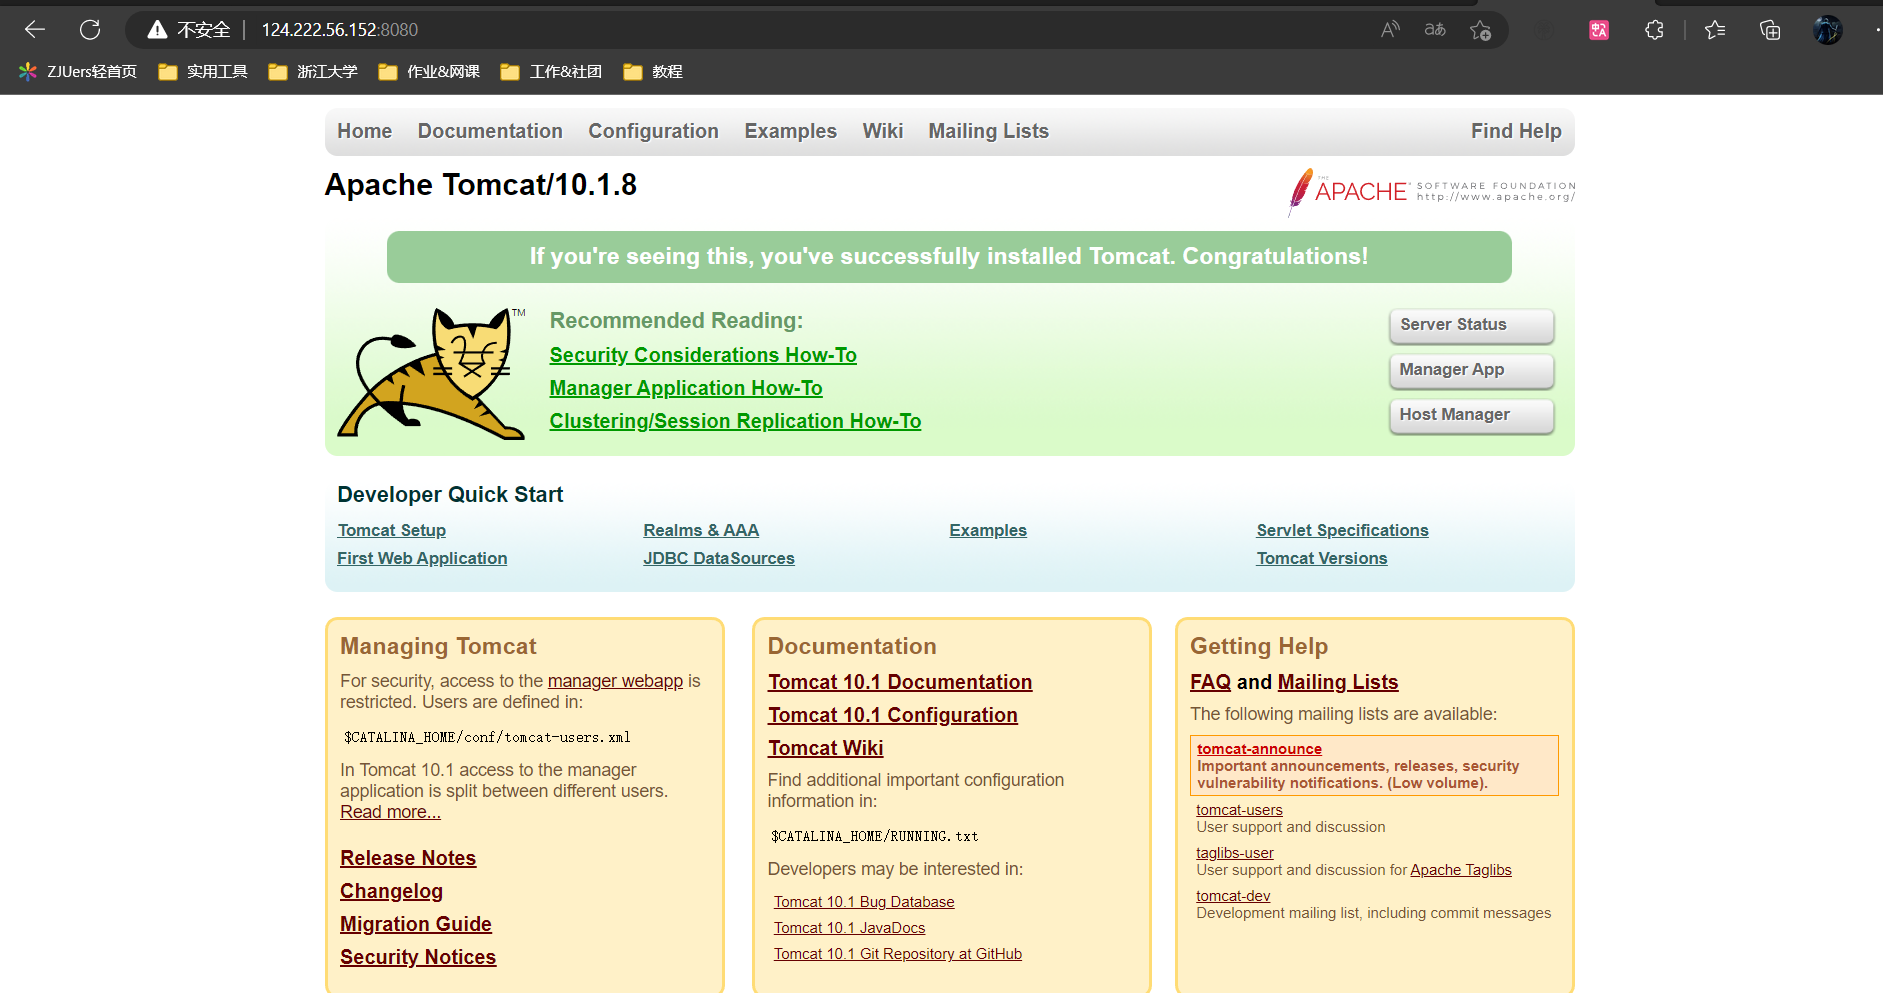 不安全 124.222.56.152:8080
ZJUers轻首页 实用工具 浙江大学 作业&网课 工作&社团 教程
Home Documentation Configuration Examples Wiki Mailing Lists Find Help
Apache Tomcat/10.1.8
THE APACHE® SOFTWARE FOUNDATION
http://www.apache.org/
If you're seeing this, you've successfully installed Tomcat. Congratulations!
TM
Recommended Reading:
Security Considerations How-To
Manager Application How-To
Clustering/Session Replication How-To
Server Status
Manager App
Host Manager
Developer Quick Start
Tomcat Setup
First Web Application
Realms & AAA
JDBC DataSources
Examples
Servlet Specifications
Tomcat Versions
Managing Tomcat
For security, access to the manager webapp is
restricted. Users are defined in:
$CATALINA_HOME/conf/tomcat-users.xml
In Tomcat 10.1 access to the manager
application is split between different users.
Read more...
Release Notes
Changelog
Migration Guide
Security Notices
Documentation
Tomcat 10.1 Documentation
Tomcat 10.1 Configuration
Tomcat Wiki
Find additional important configuration
information in:
$CATALINA_HOME/RUNNING.txt
Developers may be interested in:
Tomcat 10.1 Bug Database
Tomcat 10.1 JavaDocs
Tomcat 10.1 Git Repository at GitHub
Getting Help
FAQ and Mailing Lists
The following mailing lists are available:
tomcat-announce
Important announcements, releases, security
vulnerability notifications. (Low volume).
tomcat-users
User support and discussion
taglibs-user
User support and discussion for Apache Taglibs
tomcat-dev
Development mailing list, including commit messages